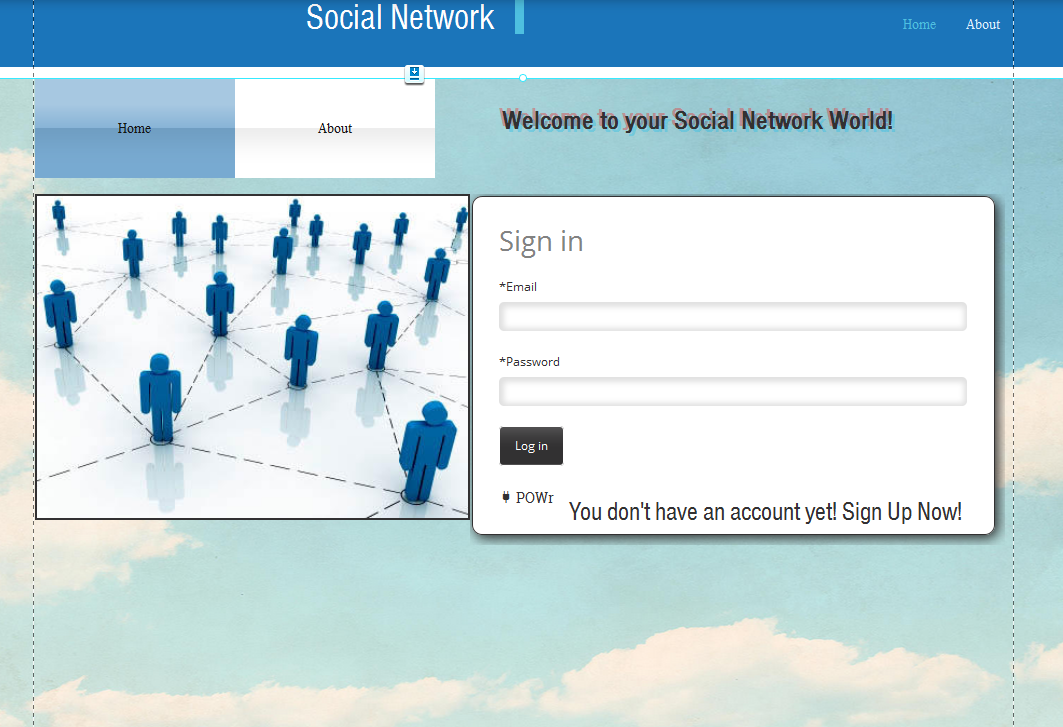 Social Network
Home
About
Home
About
Welcome to your Social Network World!
Sign in
*Email
*Password
Log in
POWr
You don't have an account yet! Sign Up Now!